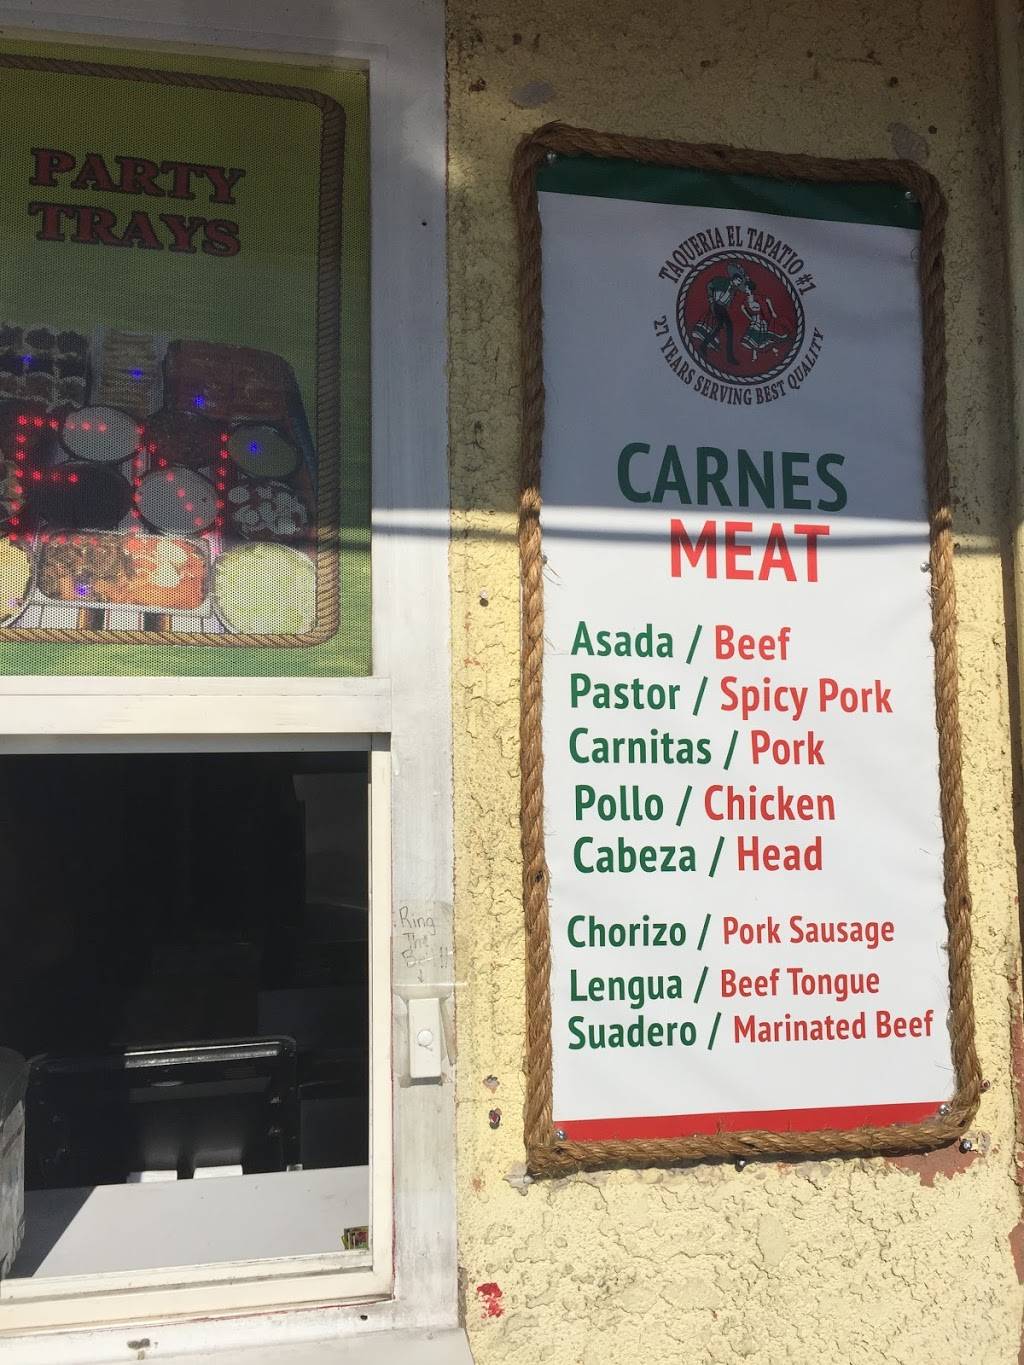 PARTY
TRAYS
TAQUERIA EL TAPATIO #1
27 YEARS SERVING BEST QUALITY
CARNES
MEAT
Asada / Beef
Pastor / Spicy Pork
Carnitas / Pork
Pollo / Chicken
Cabeza / Head
Chorizo / Pork Sausage
Lengua / Beef Tongue
Suadero / Marinated Beef
Ring
The
Bell !!